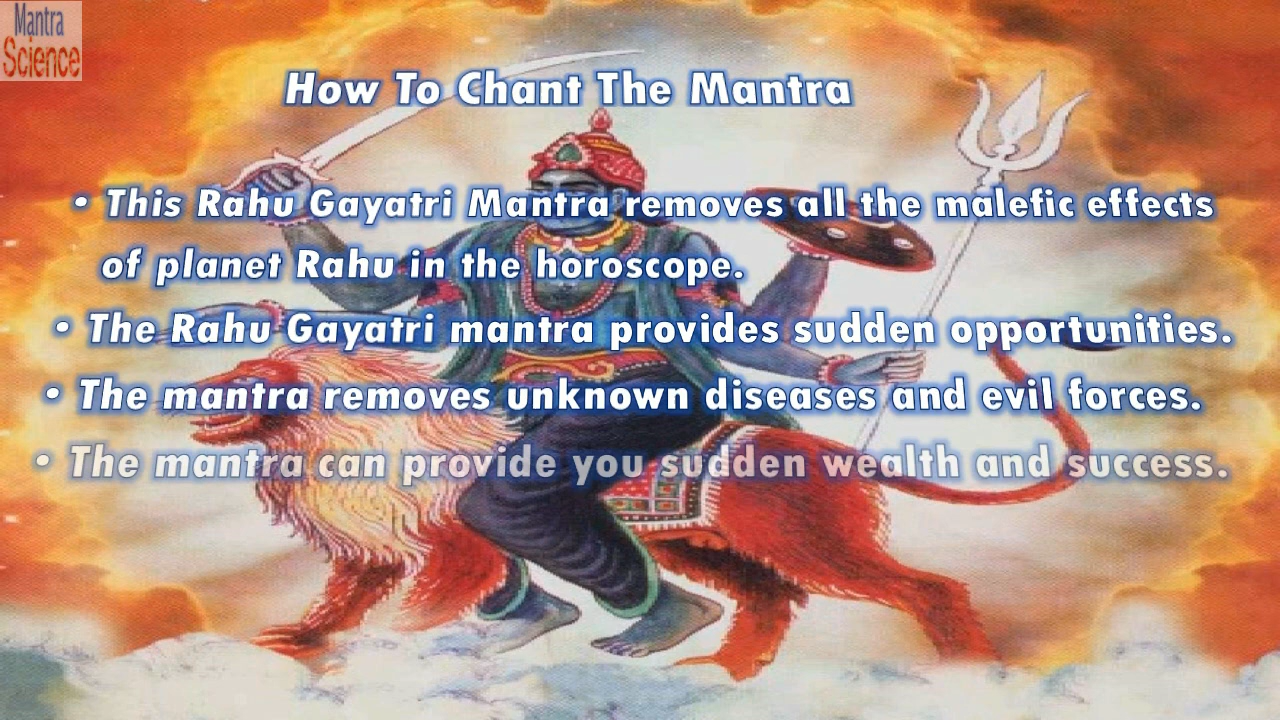 Mantra
Science
How To Chant The Mantra
• This Rahu Gayatri Mantra removes all the malefic effects
of planet Rahu in the horoscope.
• The Rahu Gayatri mantra provides sudden opportunities.
• The mantra removes unknown diseases and evil forces.
• The mantra can provide you sudden wealth and success.